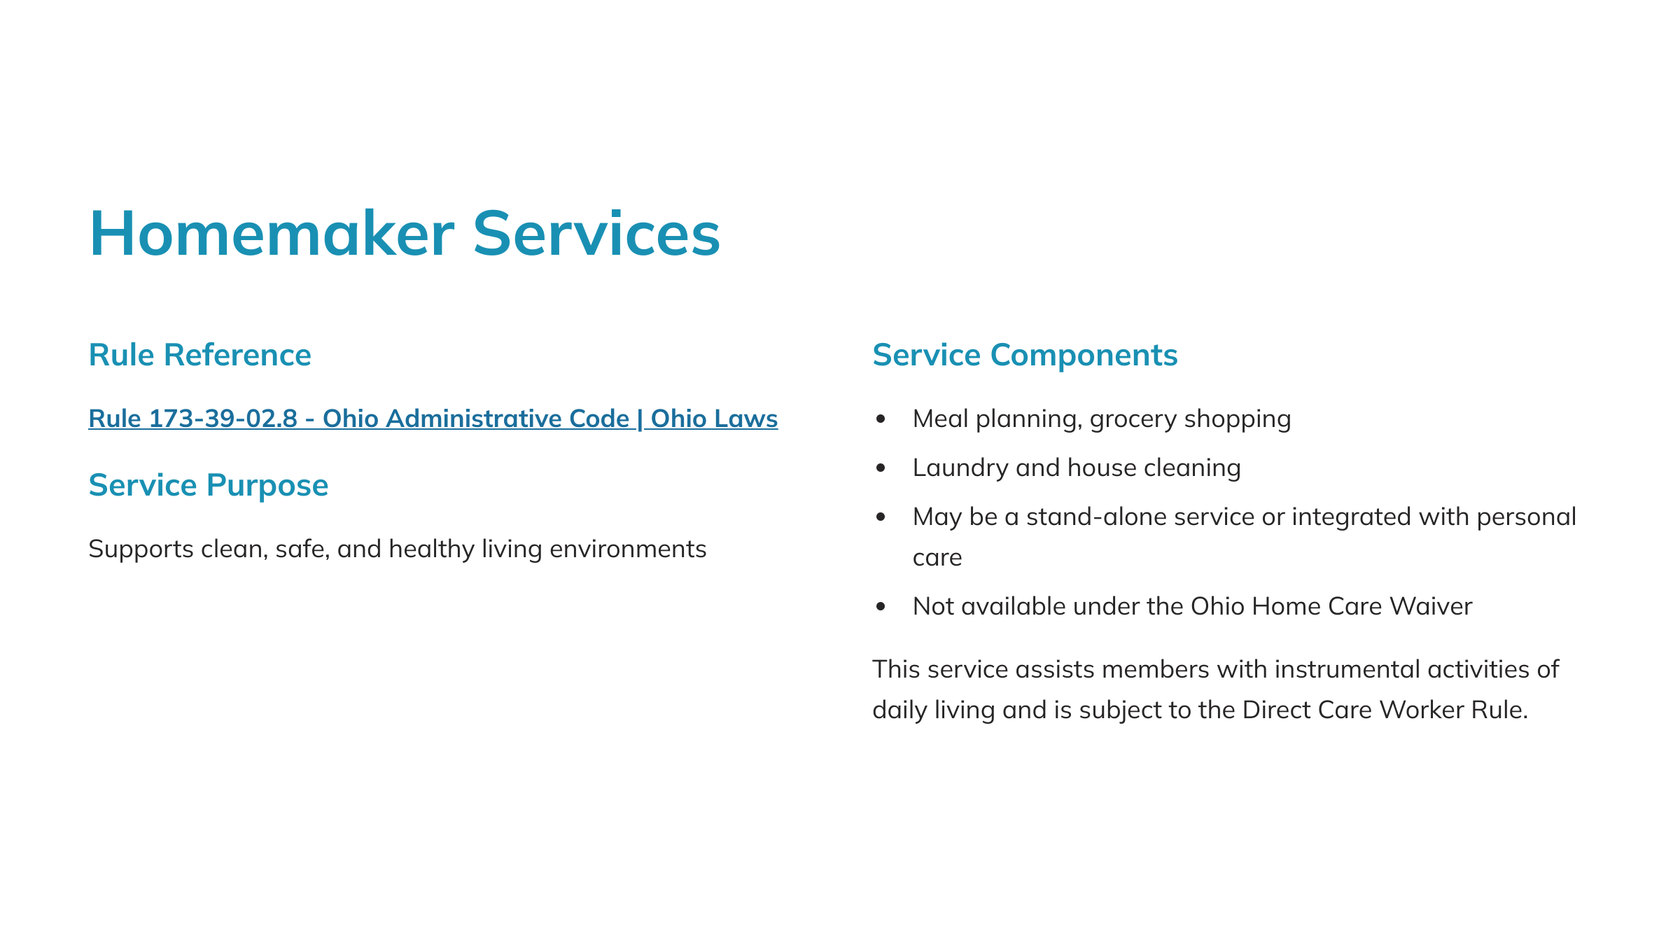 Homemaker Services
Rule Reference
Rule 173-39-02.8 - Ohio Administrative Code | Ohio Laws
Service Purpose
Supports clean, safe, and healthy living environments
Service Components
• Meal planning, grocery shopping
• Laundry and house cleaning
• May be a stand-alone service or integrated with personal
care
• Not available under the Ohio Home Care Waiver
This service assists members with instrumental activities of
daily living and is subject to the Direct Care Worker Rule.